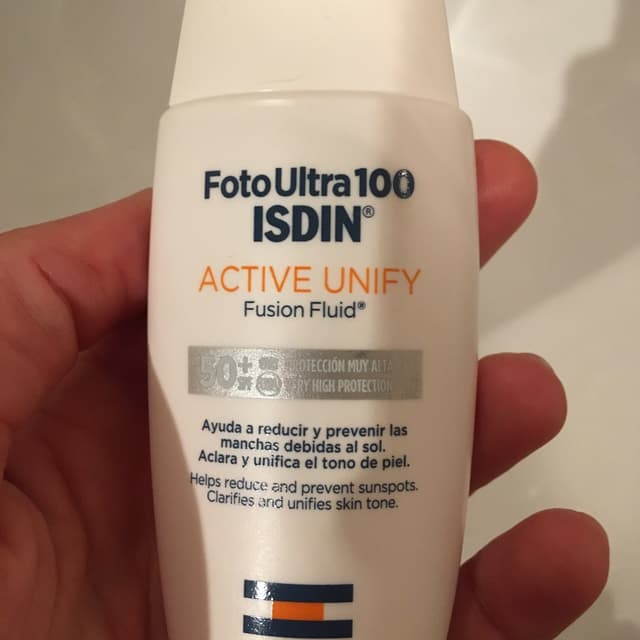 FotoUltra100
ISDIN®
ACTIVE UNIFY
Fusion Fluid®
50+ PROTECCIÓN MUY ALTA
VERY HIGH PROTECTION
Ayuda a reducir y prevenir las
manchas debidas al sol.
Aclara y unifica el tono de piel.
Helps reduce and prevent sunspots.
Clarifies and unifies skin tone.